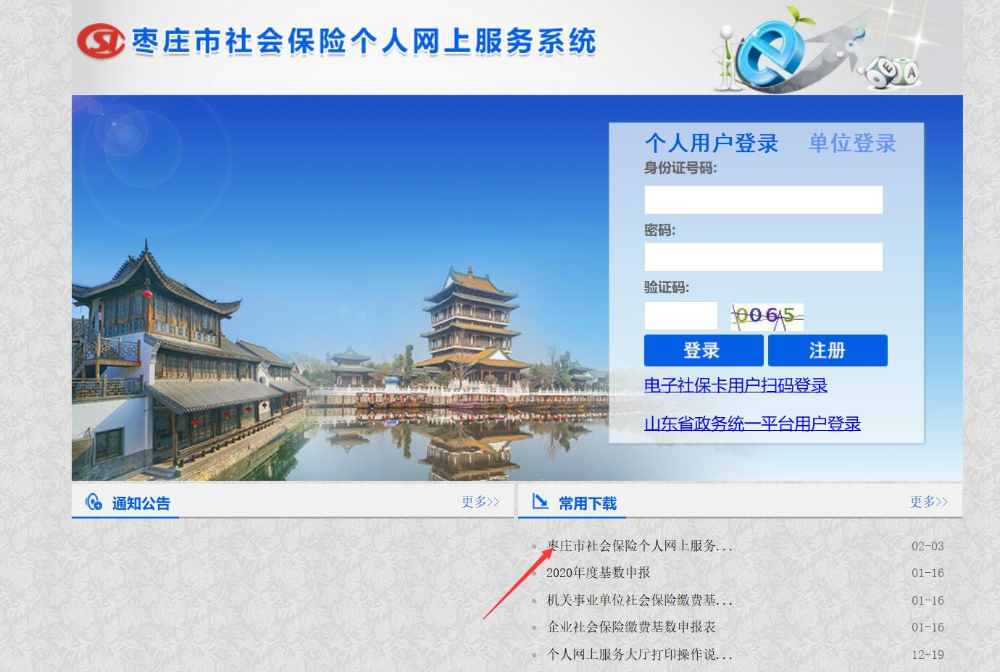 枣庄市社会保险个人网上服务系统
E A
个人用户登录 单位登录
身份证号码:
密码:
验证码:
0065
登录 注册
电子社保卡用户扫码登录
山东省政务统一平台用户登录
通知公告 更多>>
常用下载 更多>>
枣庄市社会保险个人网上服务... 02-03
2020年度基数申报 01-16
机关事业单位社会保险缴费基... 01-16
企业社会保险缴费基数申报表 01-16
个人网上服务大厅打印操作说... 12-19